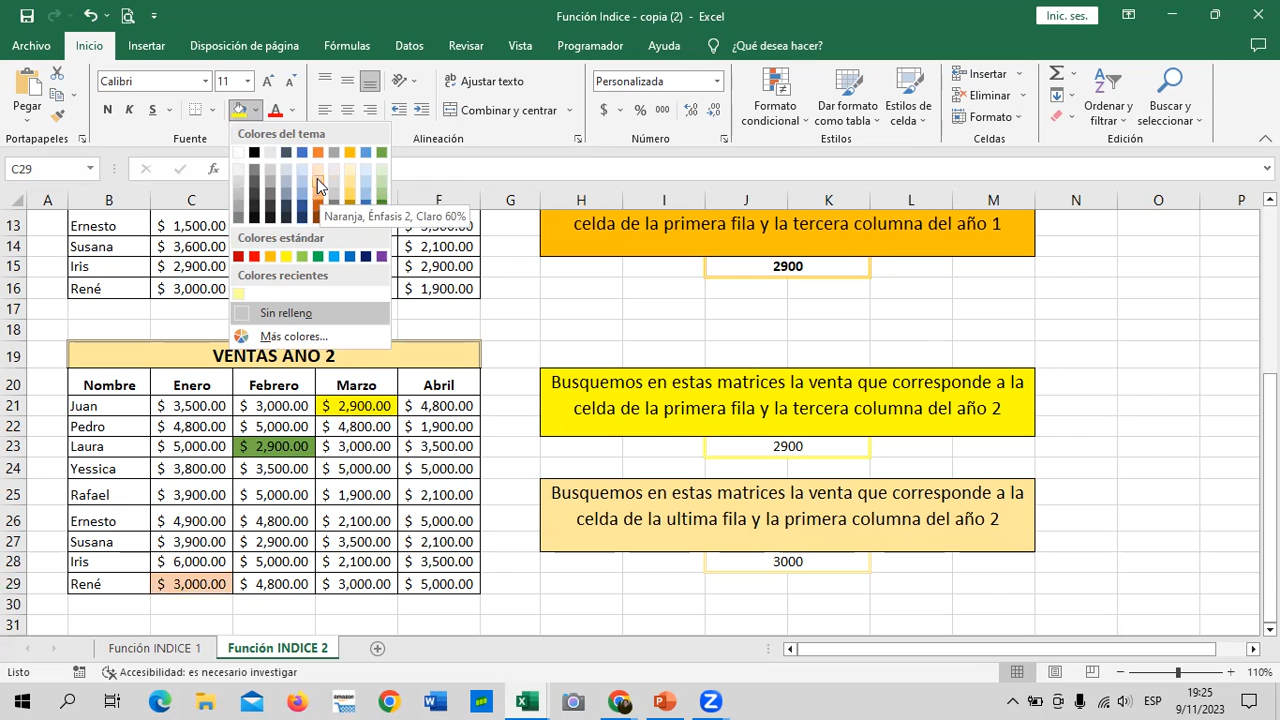 Función Indice - copia (2) - Excel
Inic. ses.
Archivo Inicio Insertar Disposición de página Fórmulas Datos Revisar Vista Programador Ayuda ¿Qué desea hacer?
Pegar
Calibri 11
N K S
Ajustar texto
Combinar y centrar
Personalizada
$ % 000
Formato condicional
Dar formato como tabla
Estilos de celda
Insertar
Eliminar
Formato
Ordenar y filtrar
Buscar y seleccionar
Portapapeles Fuente Alineación Número Estilos Celdas Edición
C29
Colores del tema
Naranja, Énfasis 2, Claro 60%
Colores estándar
Colores recientes
Sin relleno
Más colores...
A B C F G H I J K L M N O P
13 Ernesto $ 1,500.00
14 Susana $ 3,600.00 $ 2,100.00
15 Iris $ 2,900.00 $ 2,900.00
16 René $ 3,000.00 $ 1,900.00
17
18
celda de la primera fila y la tercera columna del año 1
2900
19 VENTAS ANO 2
20 Nombre Enero Febrero Marzo Abril
21 Juan $ 3,500.00 $ 3,000.00 $ 2,900.00 $ 4,800.00
22 Pedro $ 4,800.00 $ 5,000.00 $ 4,800.00 $ 1,900.00
23 Laura $ 5,000.00 $ 2,900.00 $ 3,000.00 $ 3,500.00
24 Yessica $ 3,800.00 $ 3,500.00 $ 5,000.00 $ 5,000.00
25 Rafael $ 3,900.00 $ 5,000.00 $ 1,900.00 $ 2,100.00
26 Ernesto $ 4,900.00 $ 4,800.00 $ 2,100.00 $ 5,000.00
27 Susana $ 3,900.00 $ 2,900.00 $ 3,500.00 $ 2,100.00
28 Iris $ 6,000.00 $ 5,000.00 $ 2,100.00 $ 3,500.00
29 René $ 3,000.00 $ 4,800.00 $ 3,000.00 $ 5,000.00
30
31
Busquemos en estas matrices la venta que corresponde a la
celda de la primera fila y la tercera columna del año 2
2900
Busquemos en estas matrices la venta que corresponde a la
celda de la ultima fila y la primera columna del año 2
3000
Función INDICE 1 Función INDICE 2
Listo Accesibilidad: es necesario investigar 110%
ESP 19:25
9/11/2023